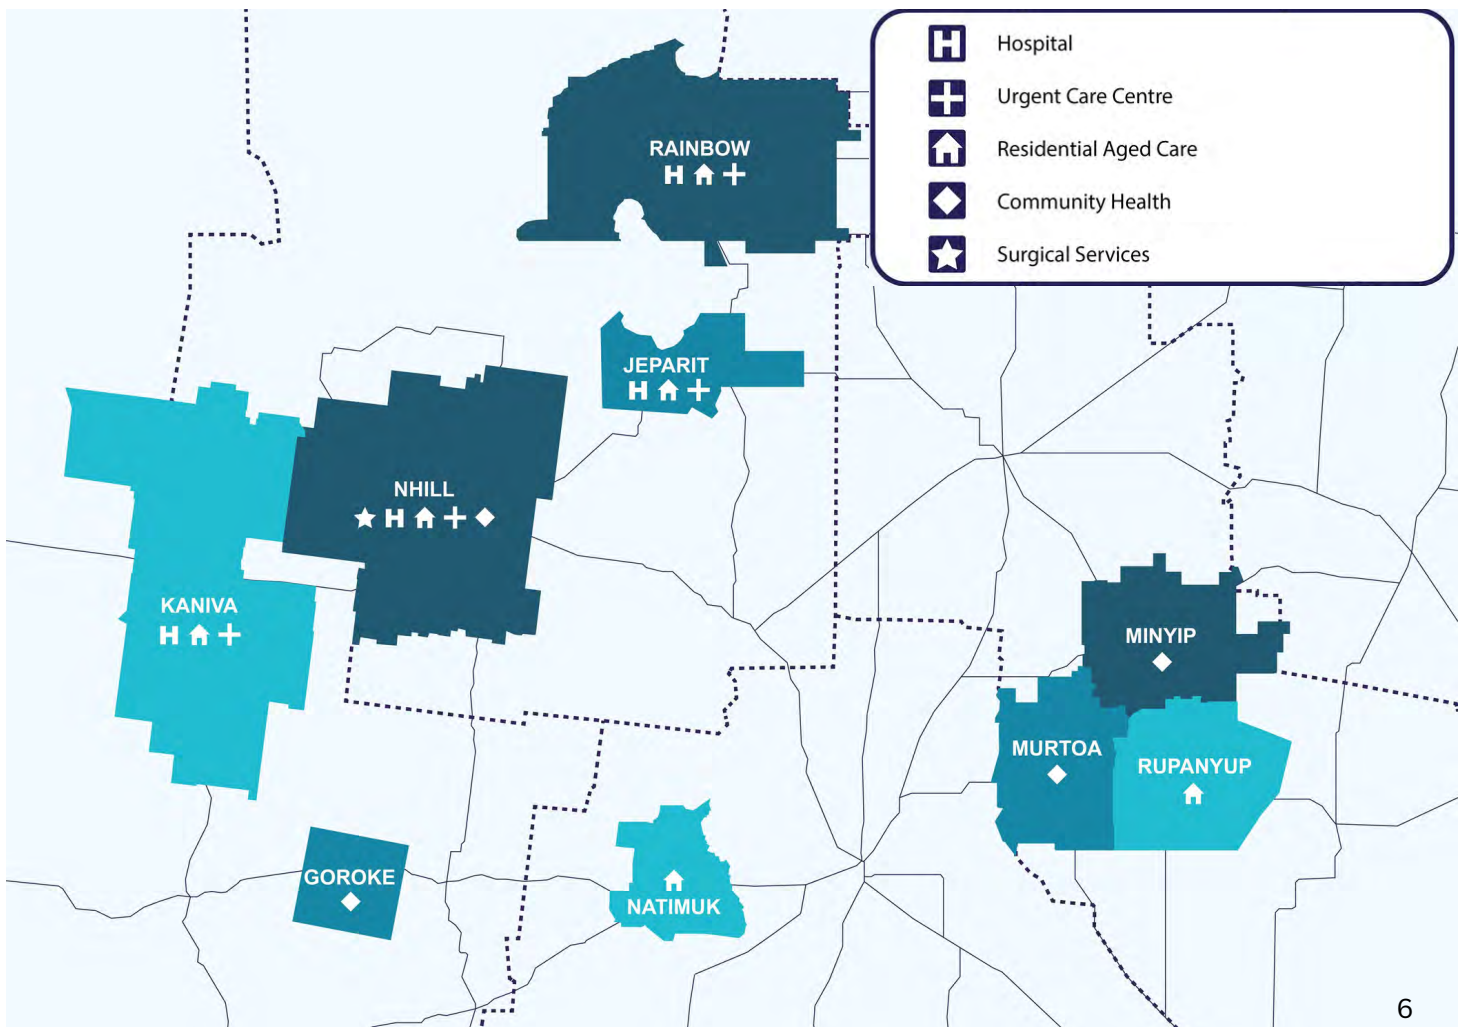 Hospital
Urgent Care Centre
Residential Aged Care
Community Health
Surgical Services
RAINBOW
JEPARIT
NHILL
KANIVA
MINYIP
MURTOA
RUPANYUP
GOROKE
NATIMUK
6